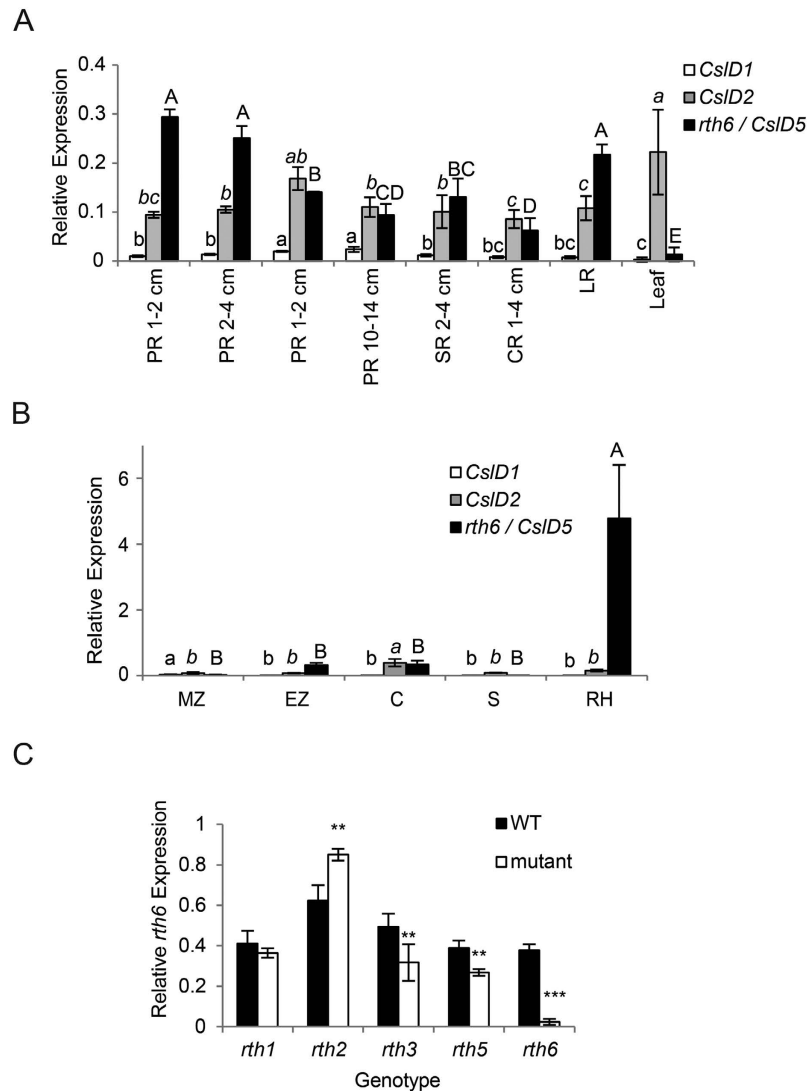 A
Relative Expression
0.4
0.3
0.2
0.1
0
b bc A
b b A
a ab B
a b CD
b b BC
bc c D
bc c A
c a E
CslD1
CslD2
rth6 / CslD5
PR 1-2 cm
PR 2-4 cm
PR 1-2 cm
PR 10-14 cm
SR 2-4 cm
CR 1-4 cm
LR
Leaf
B
Relative Expression
6
4
2
0
CslD1
CslD2
rth6 / CslD5
a b B
b b B
b a B
b b B
b b A
MZ EZ C S RH
C
Relative rth6 Expression
1
0.8
0.6
0.4
0.2
0
WT
mutant
**
**
**
***
rth1 rth2 rth3 rth5 rth6
Genotype